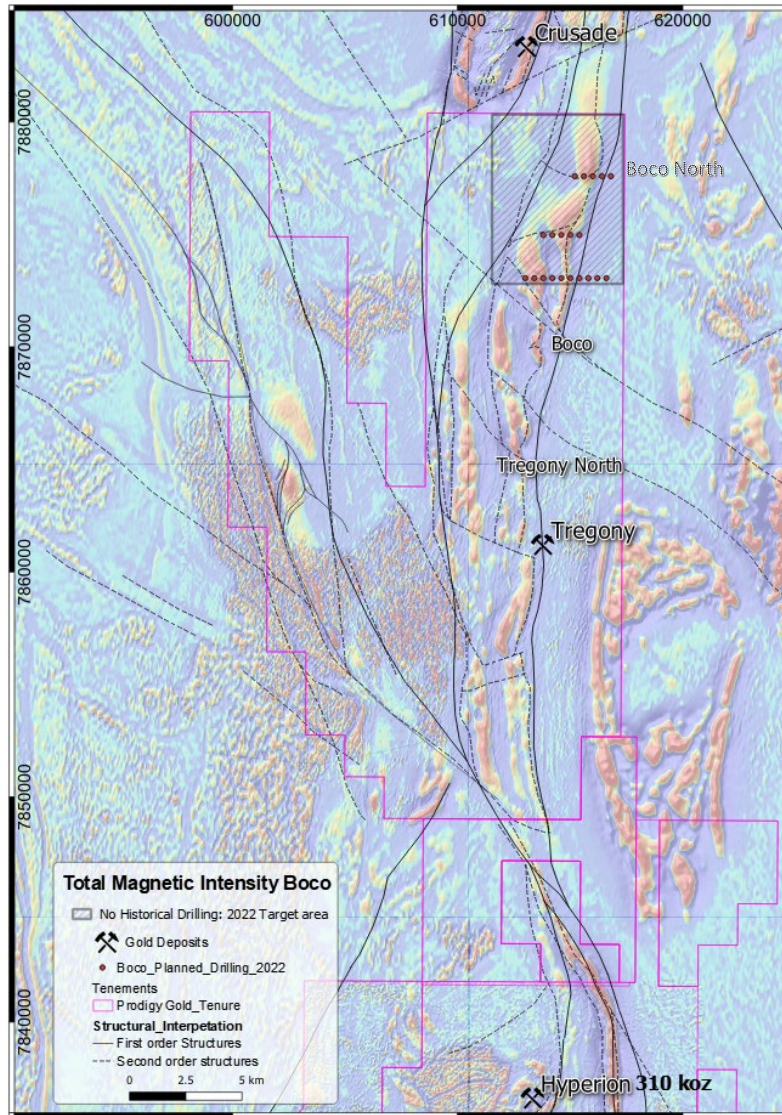 600000 610000 620000
Crusade
7880000
Boco North
7870000
Boco
Tregony North
Tregony
7860000
7850000
Total Magnetic Intensity Boco
No Historical Drilling: 2022 Target area
Gold Deposits
Boco_Planned_Drilling_2022
Tenements
Prodigy Gold_Tenure
Structural_Interpetation
First order Structures
Second order structures
0 2.5 5 km
7840000
Hyperion 310 koz